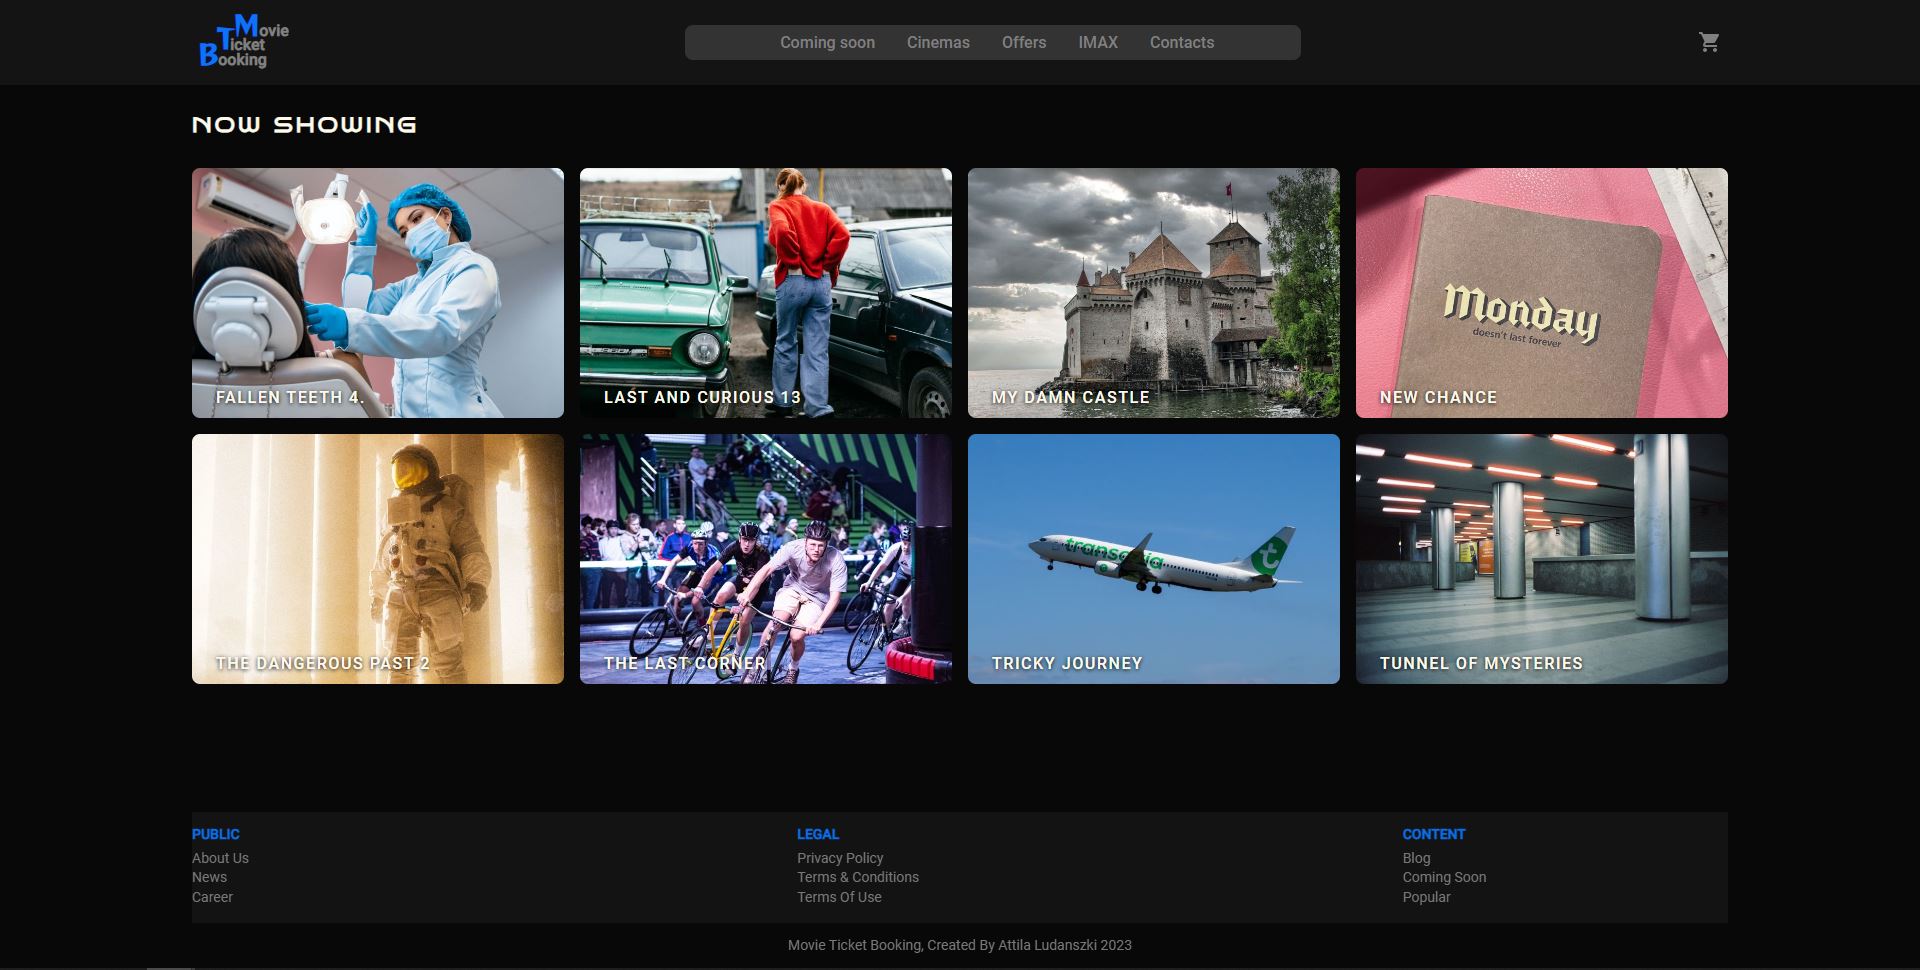 Movie
Ticket
Booking
Coming soon Cinemas Offers IMAX Contacts
NOW SHOWING
Monday
doesn't last forever
FALLEN TEETH 4.
LAST AND CURIOUS 13
MY DAMN CASTLE
NEW CHANCE
transavia
t
THE DANGEROUS PAST 2
THE LAST CORNER
TRICKY JOURNEY
TUNNEL OF MYSTERIES
PUBLIC
About Us
News
Career
LEGAL
Privacy Policy
Terms & Conditions
Terms Of Use
CONTENT
Blog
Coming Soon
Popular
Movie Ticket Booking, Created By Attila Ludanszki 2023